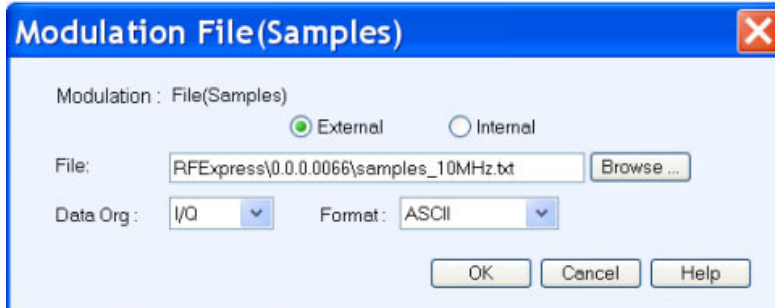 Modulation File(Samples)
Modulation : File(Samples)
External Internal
File: RFExpress\0.0.0.0066\samples_10MHz.txt Browse ...
Data Org : I/Q Format : ASCII
OK Cancel Help